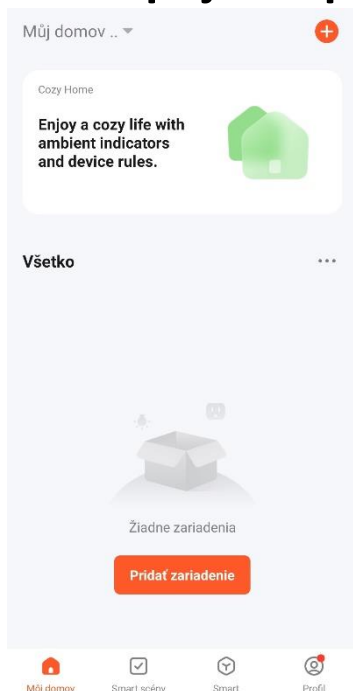 Můj domov ..
Cozy Home
Enjoy a cozy life with
ambient indicators
and device rules.
Všetko
Žiadne zariadenia
Pridať zariadenie
Môj domov
Smart scény
Smart
Profil